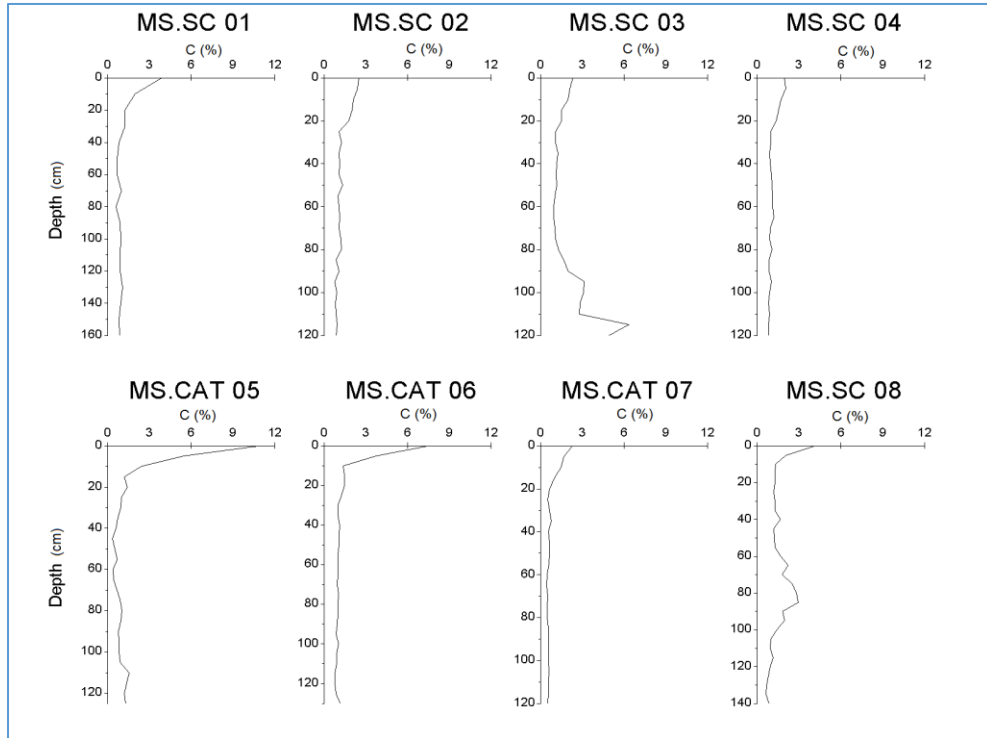 MS.SC 01 MS.SC 02 MS.SC 03 MS.SC 04
C (%) C (%) C (%) C (%)
0 3 6 9 12 0 3 6 9 12 0 3 6 9 12 0 3 6 9 12
0 0 0 0
20 20 20 20
40 40 40 40
60 60 60 60
80 80 80 80
100 100 100 100
120
140
160 120 120 120
Depth (cm)
MS.CAT 05 MS.CAT 06 MS.CAT 07 MS.SC 08
C (%) C (%) C (%) C (%)
0 3 6 9 12 0 3 6 9 12 0 3 6 9 12 0 3 6 9 12
0 0 0 0
20 20 20 20
40 40 40 40
60 60 60 60
80 80 80 80
100 100 100 100
120 120 120 120
140
Depth (cm)